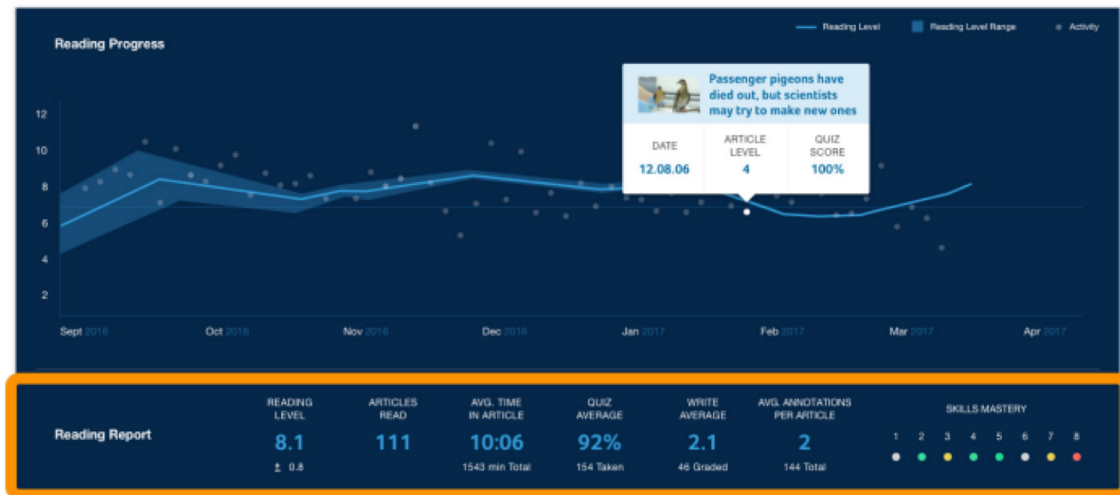 Reading Level
Reading Level Range
Activity
Reading Progress
Passenger pigeons have
died out, but scientists
may try to make new ones
DATE
ARTICLE
LEVEL
QUIZ
SCORE
12.08.06
4
100%
12
10
8
6
4
2
Sept 2016
Oct 2016
Nov 2016
Dec 2016
Jan 2017
Feb 2017
Mar 2017
Apr 2017
Reading Report
READING
LEVEL
8.1
± 0.8
ARTICLES
READ
111
AVG. TIME
IN ARTICLE
10:06
1543 min Total
QUIZ
AVERAGE
92%
154 Taken
WRITE
AVERAGE
2.1
46 Graded
AVG. ANNOTATIONS
PER ARTICLE
2
144 Total
SKILLS MASTERY
1 2 3 4 5 6 7 8